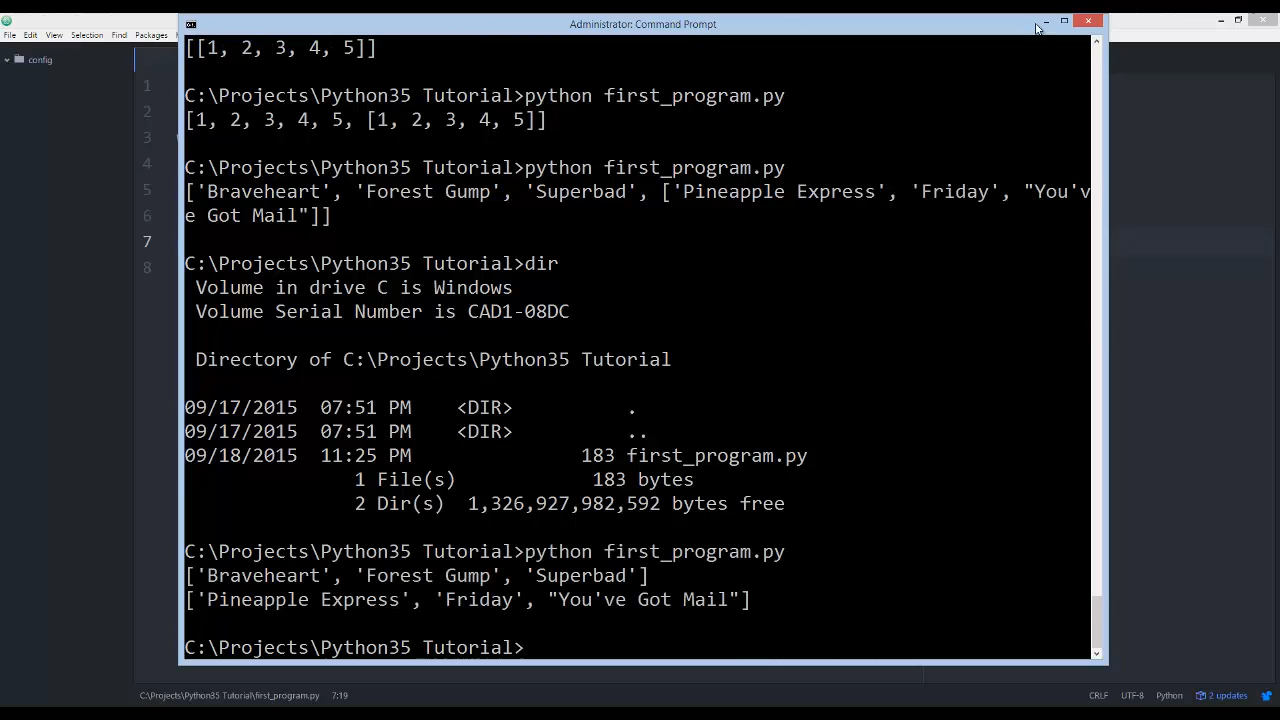 Administrator: Command Prompt
File Edit View Selection Find Packages
config
1
2
3
4
5
6
7
8
[[1, 2, 3, 4, 5]]
C:\Projects\Python35 Tutorial>python first_program.py
[1, 2, 3, 4, 5, [1, 2, 3, 4, 5]]
C:\Projects\Python35 Tutorial>python first_program.py
['Braveheart', 'Forest Gump', 'Superbad', ['Pineapple Express', 'Friday', "You'v
e Got Mail"]]
C:\Projects\Python35 Tutorial>dir
Volume in drive C is Windows
Volume Serial Number is CAD1-08DC
Directory of C:\Projects\Python35 Tutorial
09/17/2015 07:51 PM <DIR> .
09/17/2015 07:51 PM <DIR> ..
09/18/2015 11:25 PM 183 first_program.py
1 File(s) 183 bytes
2 Dir(s) 1,326,927,982,592 bytes free
C:\Projects\Python35 Tutorial>python first_program.py
['Braveheart', 'Forest Gump', 'Superbad']
['Pineapple Express', 'Friday', "You've Got Mail"]
C:\Projects\Python35 Tutorial>
C:\Projects\Python35 Tutorial\first_program.py 7:19 CRLF UTF-8 Python 2 updates